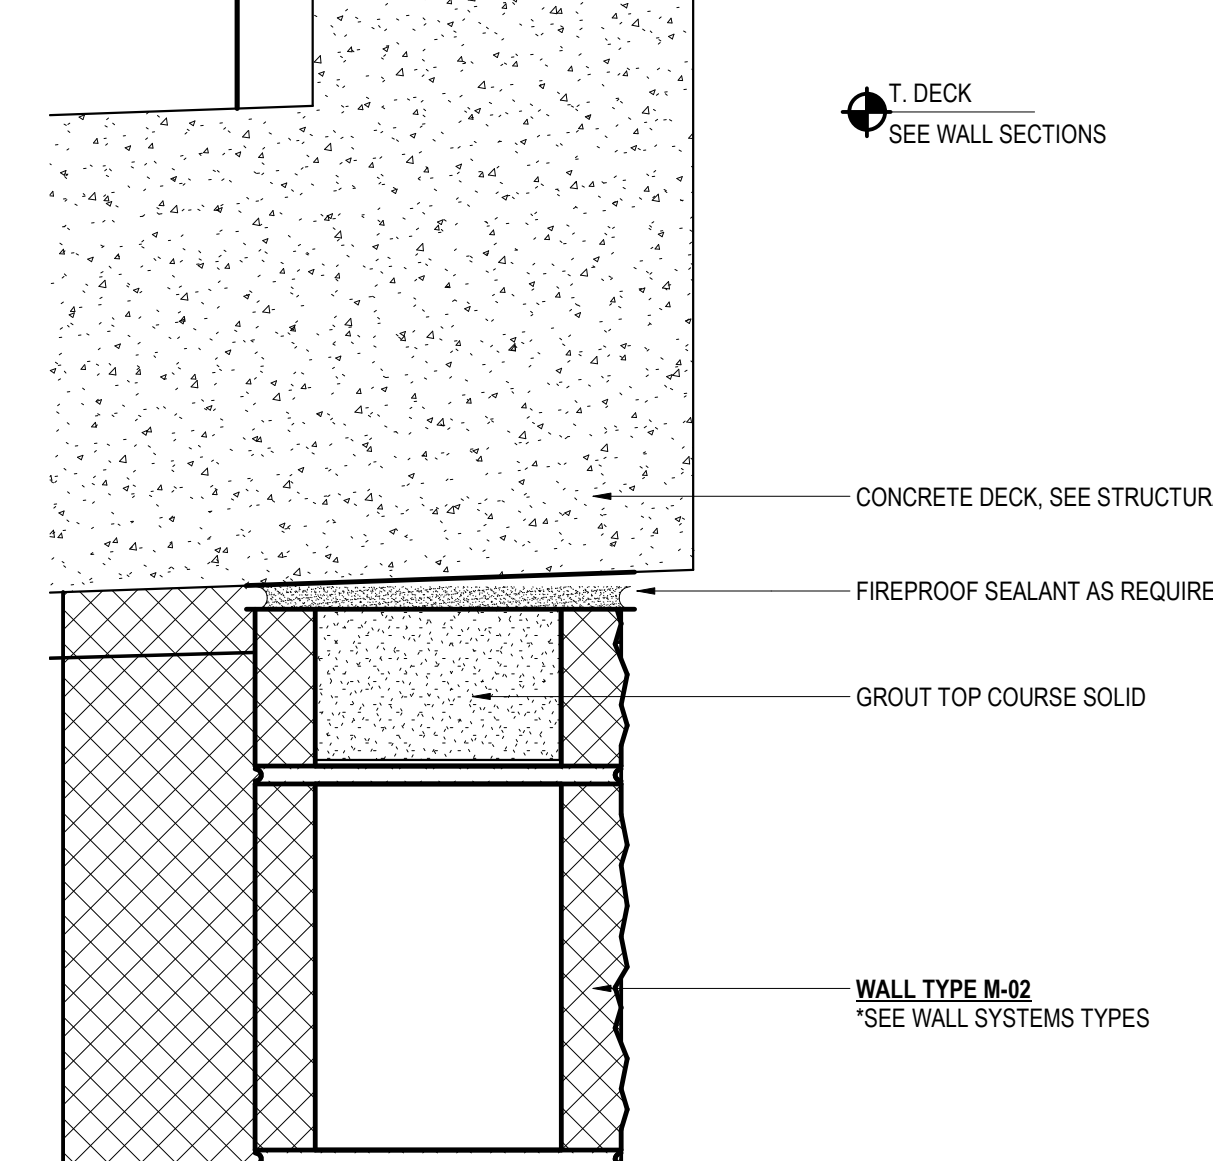 T. DECK
SEE WALL SECTIONS
CONCRETE DECK, SEE STRUCTUR
FIREPROOF SEALANT AS REQUIRE
GROUT TOP COURSE SOLID
WALL TYPE M-02
*SEE WALL SYSTEMS TYPES